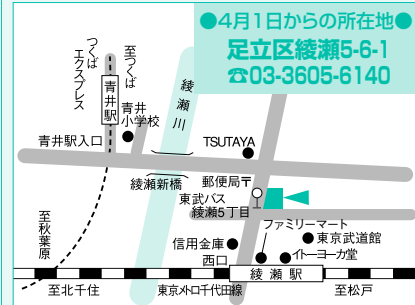 ●4月1日からの所在地●
足立区綾瀬5-6-1
☎03-3605-6140
つくば
エクスプレス
至つくば
青井駅
青井
小学校
綾瀬川
青井駅入口
TSUTAYA
綾瀬新橋
郵便局〒
東武バス
綾瀬5丁目
ファミリーマート
至秋葉原
信用金庫
東京武道館
西口
イトーヨーカ堂
綾瀬駅
至北千住
東京メトロ千代田線
至松戸